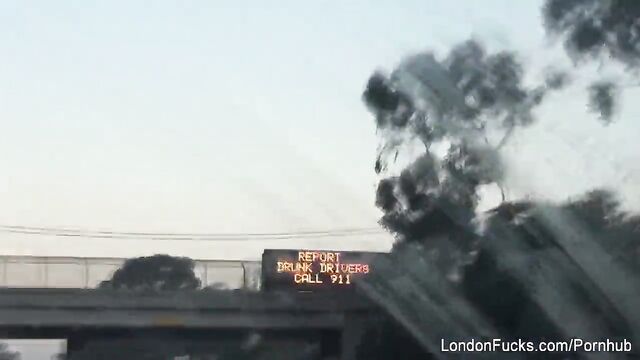 REPORT
DRUNK DRIVERS
CALL 911
LondonFucks.com/Pornhub